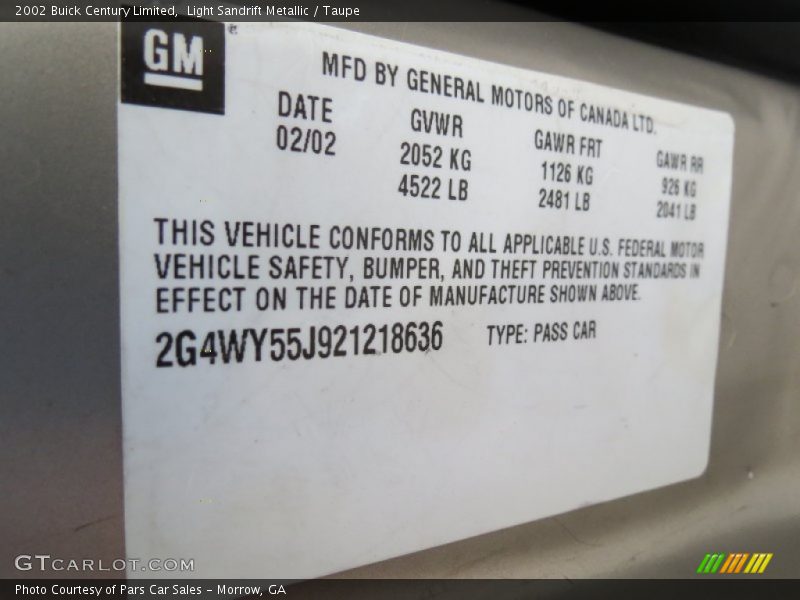 2002 Buick Century Limited, Light Sandrift Metallic / Taupe
GM
MFD BY GENERAL MOTORS OF CANADA LTD.
DATE GVWR GAWR FRT GAWR RR
02/02 2052 KG 1126 KG 926 KG
4522 LB 2481 LB 2041 LB
THIS VEHICLE CONFORMS TO ALL APPLICABLE U.S. FEDERAL MOTOR
VEHICLE SAFETY, BUMPER, AND THEFT PREVENTION STANDARDS IN
EFFECT ON THE DATE OF MANUFACTURE SHOWN ABOVE.
2G4WY55J921218636 TYPE: PASS CAR
GTCARLOT.COM
Photo Courtesy of Pars Car Sales - Morrow, GA